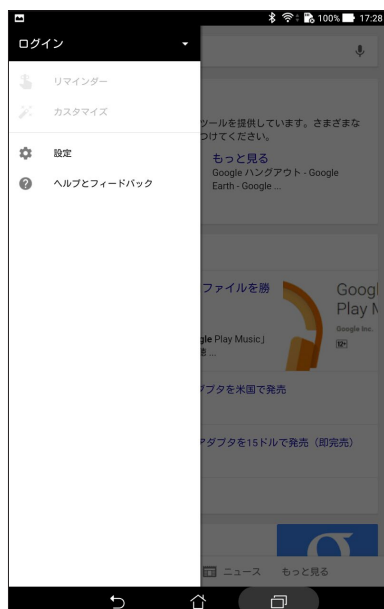 100% 17:28
ログイン
リマインダー
カスタマイズ
設定
ヘルプとフィードバック
ツールを提供しています。さまざまな
つけてください。
もっと見る
Google ハングアウト - Google
Earth - Google ...
ファイルを勝
Googl
Play M
Google Inc.
gle Play Music」
12+
ダプタを米国で発売
アダプタを15ドルで発売（即完売）
ニュース もっと見る